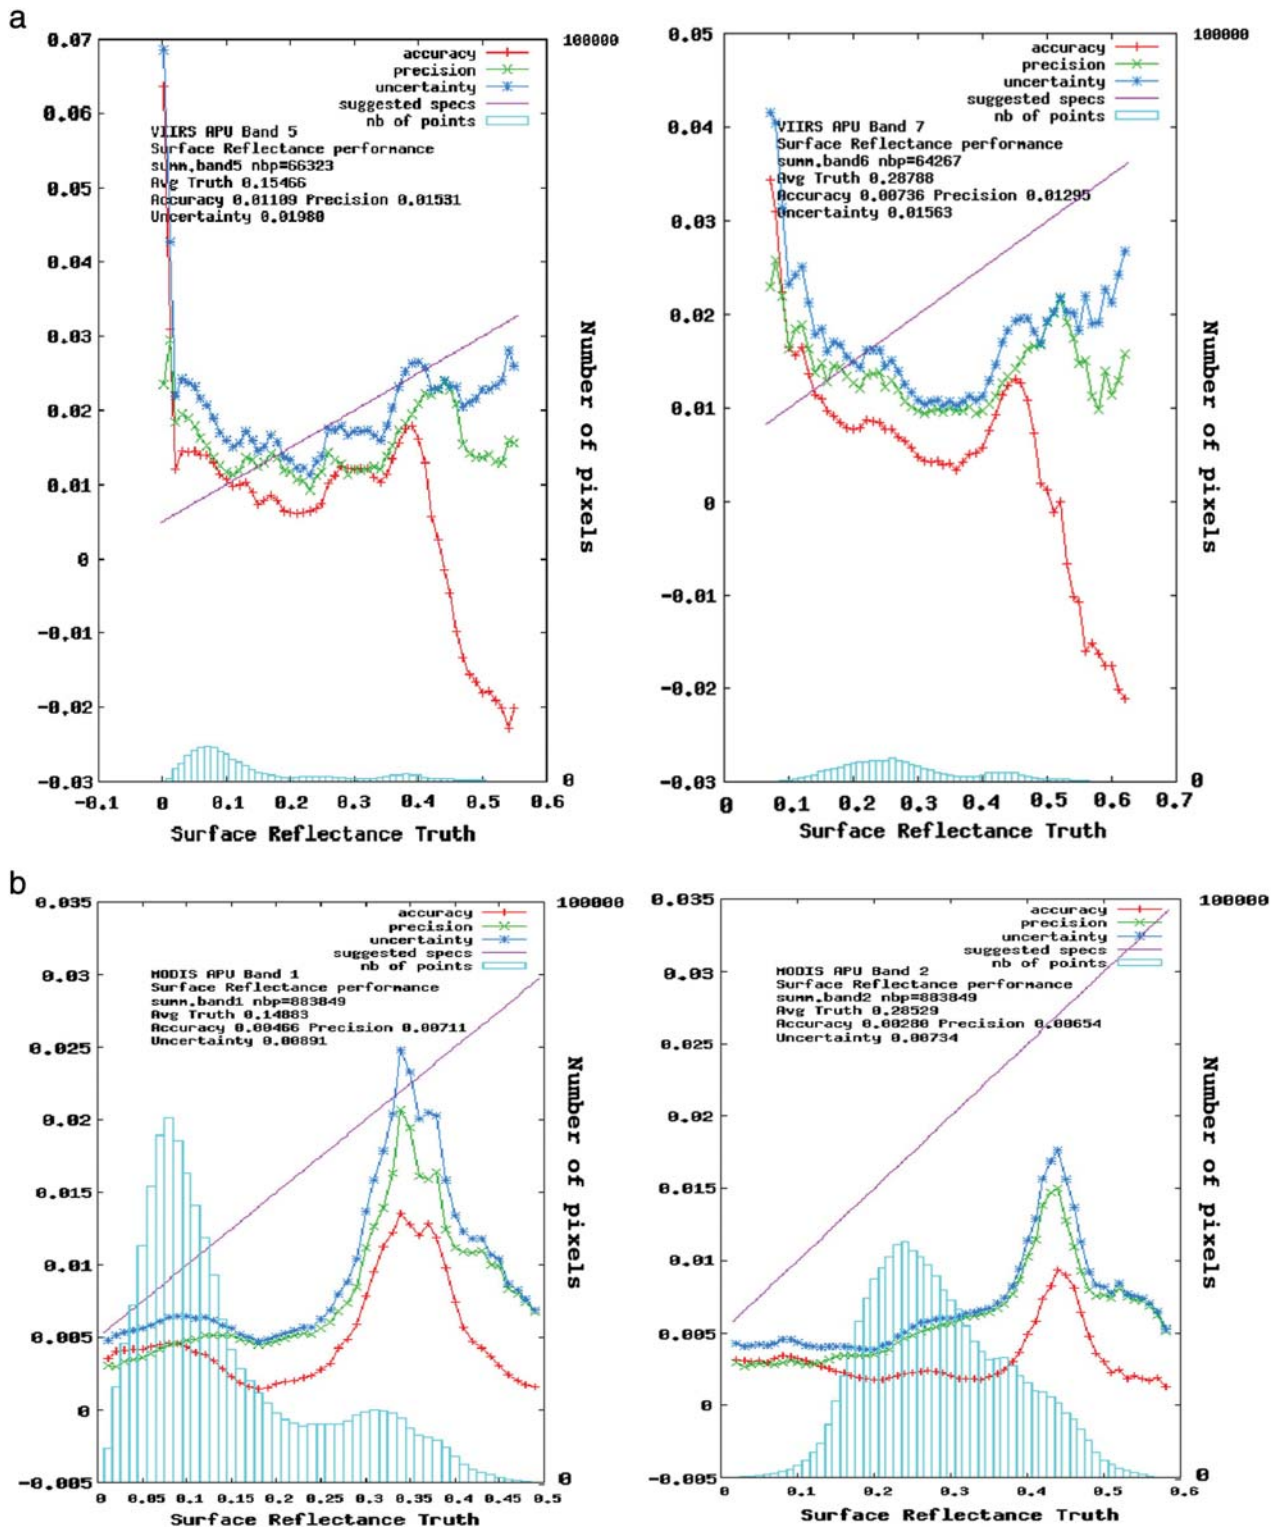 a
0.07
0.06
0.05
0.04
0.03
0.02
0.01
0
-0.01
-0.02
-0.03
-0.1 0 0.1 0.2 0.3 0.4 0.5 0.6
Surface Reflectance Truth
100000
0
Number of pixels
accuracy
precision
uncertainty
suggested specs
nb of points
VIIRS APU Band 5
Surface Reflectance performance
summ.band5 nbp=66323
Avg Truth 0.15466
Accuracy 0.01109 Precision 0.01531
Uncertainty 0.01980
0.05
0.04
0.03
0.02
0.01
0
-0.01
-0.02
-0.03
0 0.1 0.2 0.3 0.4 0.5 0.6 0.7
Surface Reflectance Truth
100000
0
Number of pixels
accuracy
precision
uncertainty
suggested specs
nb of points
VIIRS APU Band 7
Surface Reflectance performance
summ.band6 nbp=64267
Avg Truth 0.28788
Accuracy 0.00736 Precision 0.01295
Uncertainty 0.01563
b
0.035
0.03
0.025
0.02
0.015
0.01
0.005
0
-0.005
0 0.05 0.1 0.15 0.2 0.25 0.3 0.35 0.4 0.45 0.5
Surface Reflectance Truth
100000
0
Number of pixels
accuracy
precision
uncertainty
suggested specs
nb of points
MODIS APU Band 1
Surface Reflectance performance
summ.band1 nbp=883849
Avg Truth 0.14883
Accuracy 0.00466 Precision 0.00711
Uncertainty 0.00891
0.035
0.03
0.025
0.02
0.015
0.01
0.005
0
-0.005
0 0.1 0.2 0.3 0.4 0.5 0.6
Surface Reflectance Truth
100000
0
Number of pixels
accuracy
precision
uncertainty
suggested specs
nb of points
MODIS APU Band 2
Surface Reflectance performance
summ.band2 nbp=883849
Avg Truth 0.28529
Accuracy 0.00280 Precision 0.00654
Uncertainty 0.00734